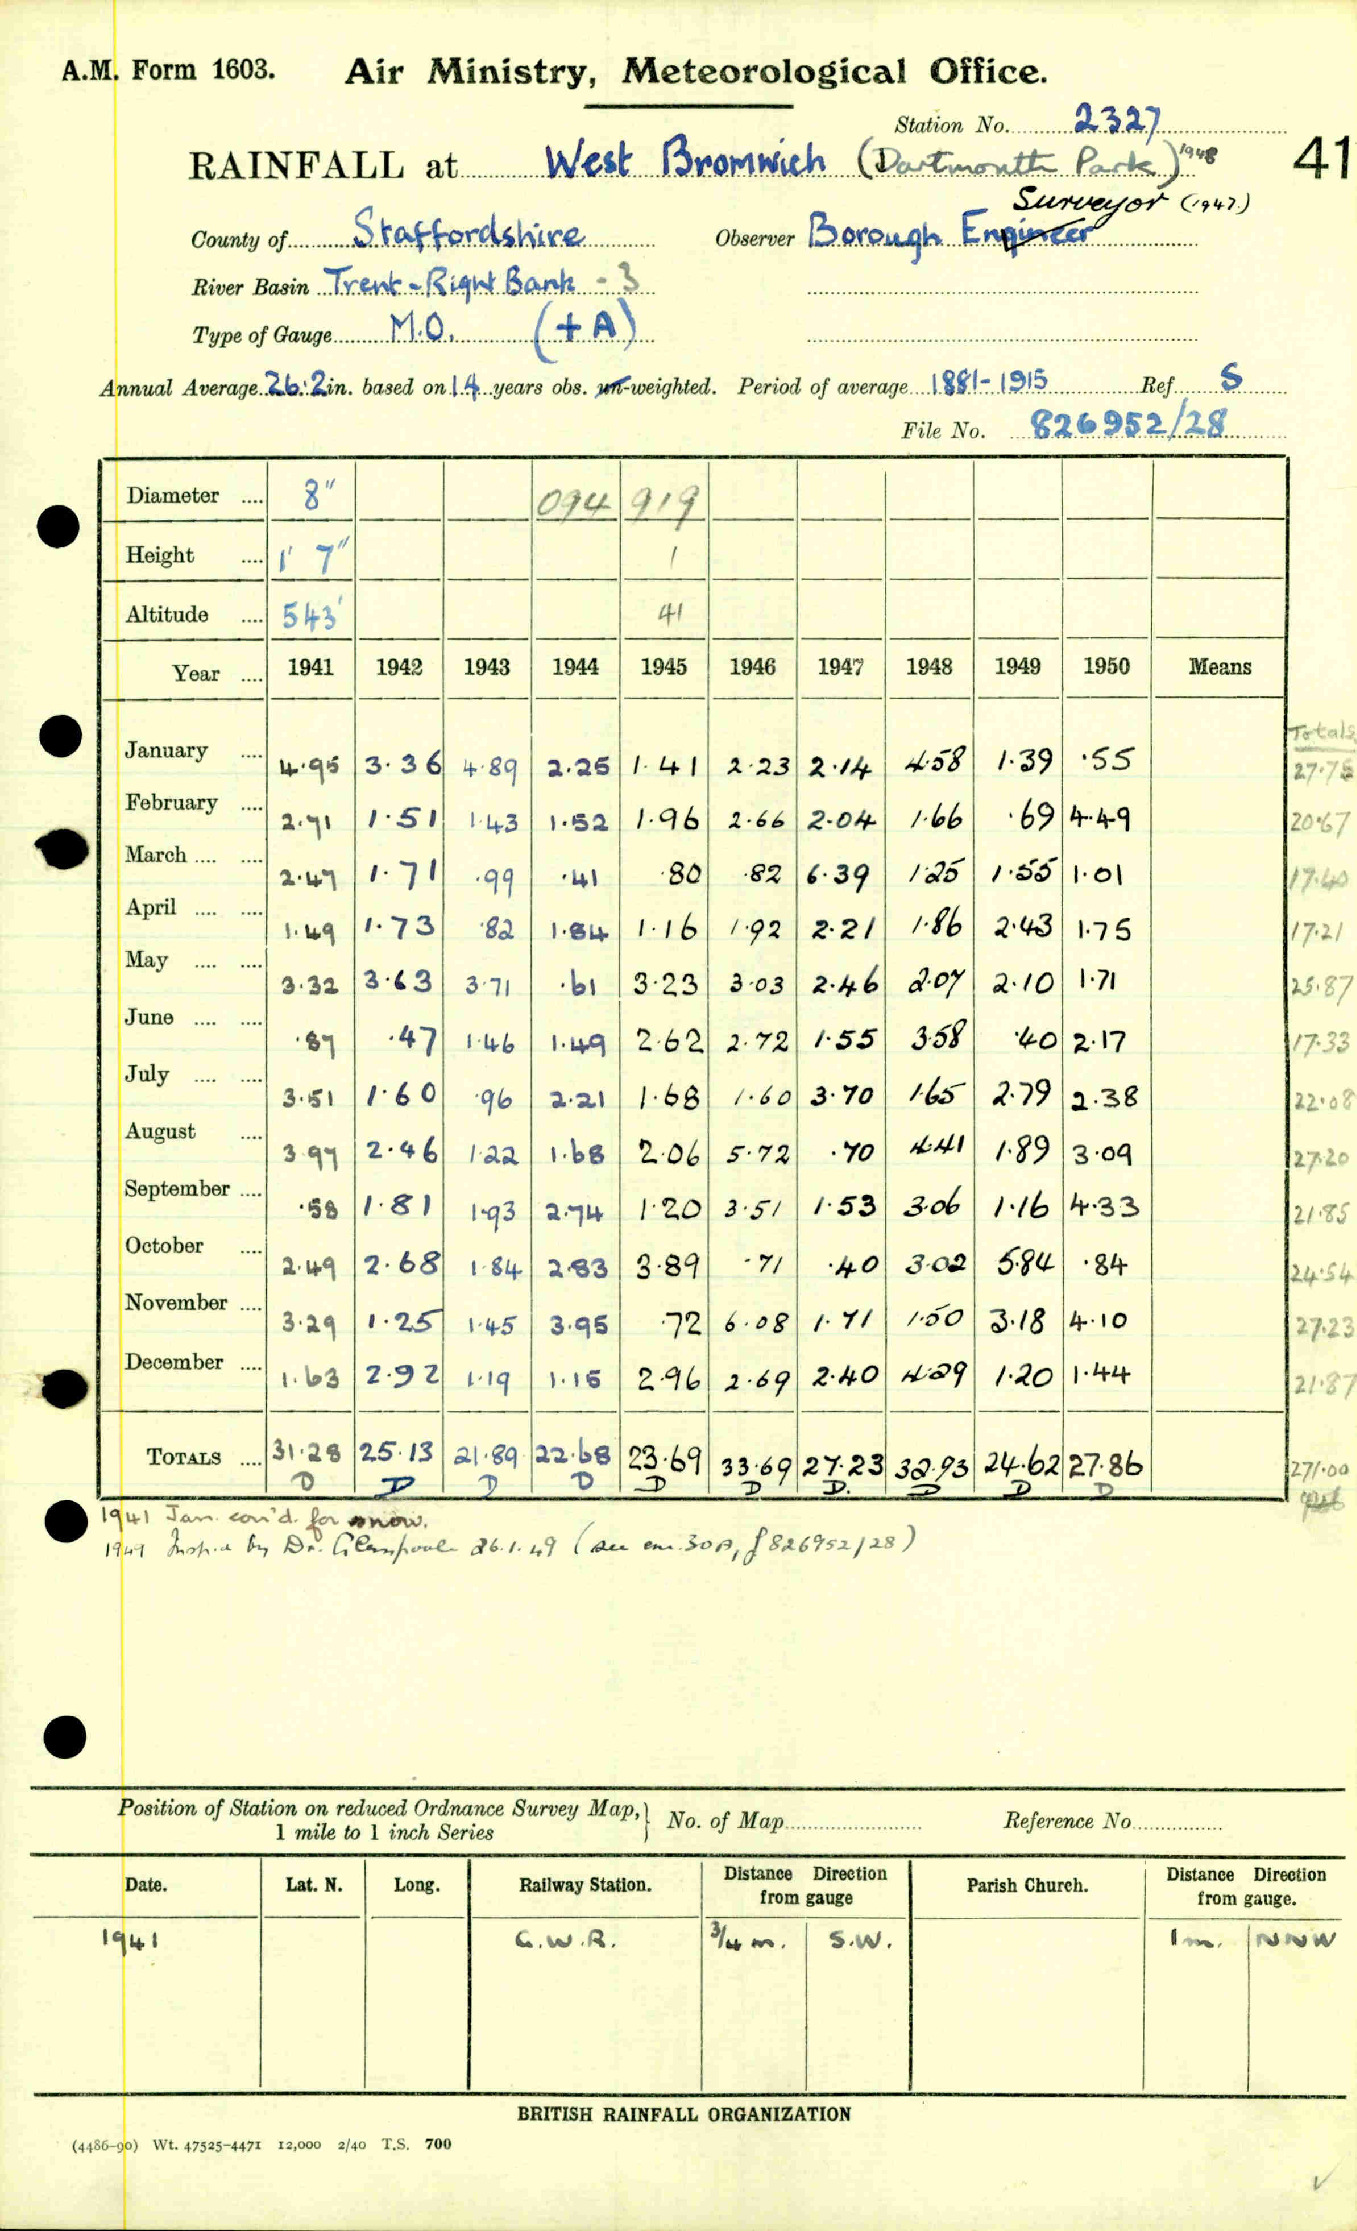 A.M. Form 1603. Air Ministry, Meteorological Office.
Station No. 2327
RAINFALL at West Bromwich (Dartmouth Park) 1948 41
Surveyor (1947.)
County of Staffordshire Observer Borough Engineer
River Basin Trent - Right Bank - 3
Type of Gauge M.O. (+A)
Annual Average 26.2 in. based on 14 years obs. un-weighted. Period of average 1881-1915 Ref. S
File No. 826952/28
Diameter .... 8" 094 919
Height .... 1' 7" 1
Altitude .... 543' 41
Year .... 1941 1942 1943 1944 1945 1946 1947 1948 1949 1950 Means
Totals
January .... 4.95 3.36 4.89 2.25 1.41 2.23 2.14 4.58 1.39 .55 27.75
February .... 2.71 1.51 1.43 1.52 1.96 2.66 2.04 1.66 .69 4.49 20.67
March .... .... 2.47 1.71 .99 .41 .80 .82 6.39 1.25 1.55 1.01 17.40
April .... .... 1.49 1.73 .82 1.84 1.16 1.92 2.21 1.86 2.43 1.75 17.21
May .... .... 3.32 3.63 3.71 .61 3.23 3.03 2.46 2.07 2.10 1.71 25.87
June .... .... .87 .47 1.46 1.49 2.62 2.72 1.55 3.58 .40 2.17 17.33
July .... .... 3.51 1.60 .96 2.21 1.68 1.60 3.70 1.65 2.79 2.38 22.08
August .... 3.97 2.46 1.22 1.68 2.06 5.72 .70 4.41 1.89 3.09 27.20
September .... .58 1.81 1.93 2.74 1.20 3.51 1.53 3.06 1.16 4.33 21.85
October .... 2.49 2.68 1.84 2.83 3.89 .71 .40 3.02 5.84 .84 24.54
November .... 3.29 1.25 1.45 3.95 .72 6.08 1.71 1.50 3.18 4.10 27.23
December .... 1.63 2.92 1.19 1.15 2.96 2.69 2.40 4.29 1.20 1.44 21.87
TOTALS .... 31.28 25.13 21.89 22.68 23.69 33.69 27.23 32.93 24.62 27.86 271.00
D D D D D D D. D D D
1941 Jan. cor'd. for snow.
1949 Insp.d by Dr. Glasspoole 26.1.49 (see enc. 30A, f 826952/28)
Position of Station on reduced Ordnance Survey Map, 1 mile to 1 inch Series } No. of Map Reference No.
Date. Lat. N. Long. Railway Station. Distance Direction from gauge Parish Church. Distance Direction from gauge.
1941 G.W.R. 3/4 m. S.W. 1 m. NNW
BRITISH RAINFALL ORGANIZATION
(4486-90) Wt. 47525-4471 12,000 2/40 T.S. 700